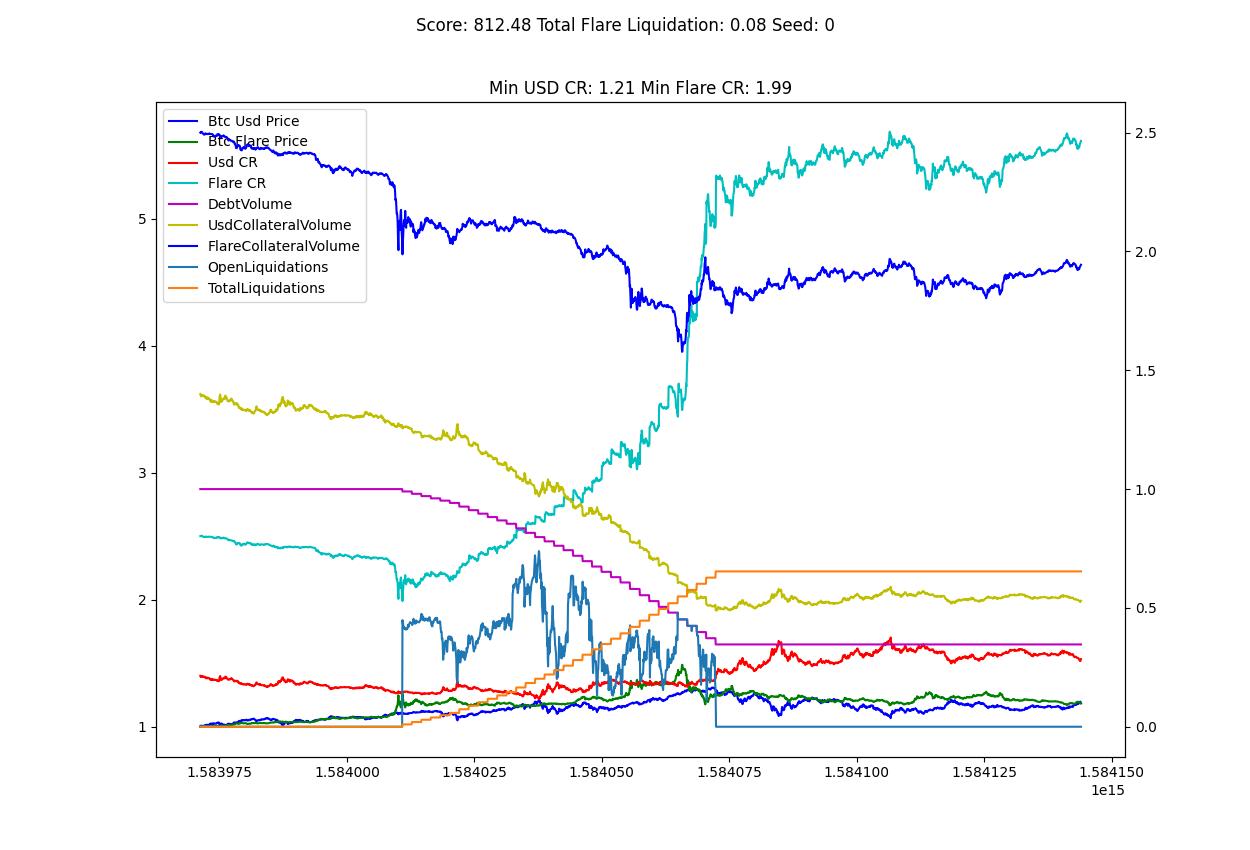 Score: 812.48 Total Flare Liquidation: 0.08 Seed: 0
Min USD CR: 1.21 Min Flare CR: 1.99
Btc Usd Price
Btc Flare Price
Usd CR
Flare CR
DebtVolume
UsdCollateralVolume
FlareCollateralVolume
OpenLiquidations
TotalLiquidations
5
4
3
2
1
2.5
2.0
1.5
1.0
0.5
0.0
1.583975 1.584000 1.584025 1.584050 1.584075 1.584100 1.584125 1.584150
1e15